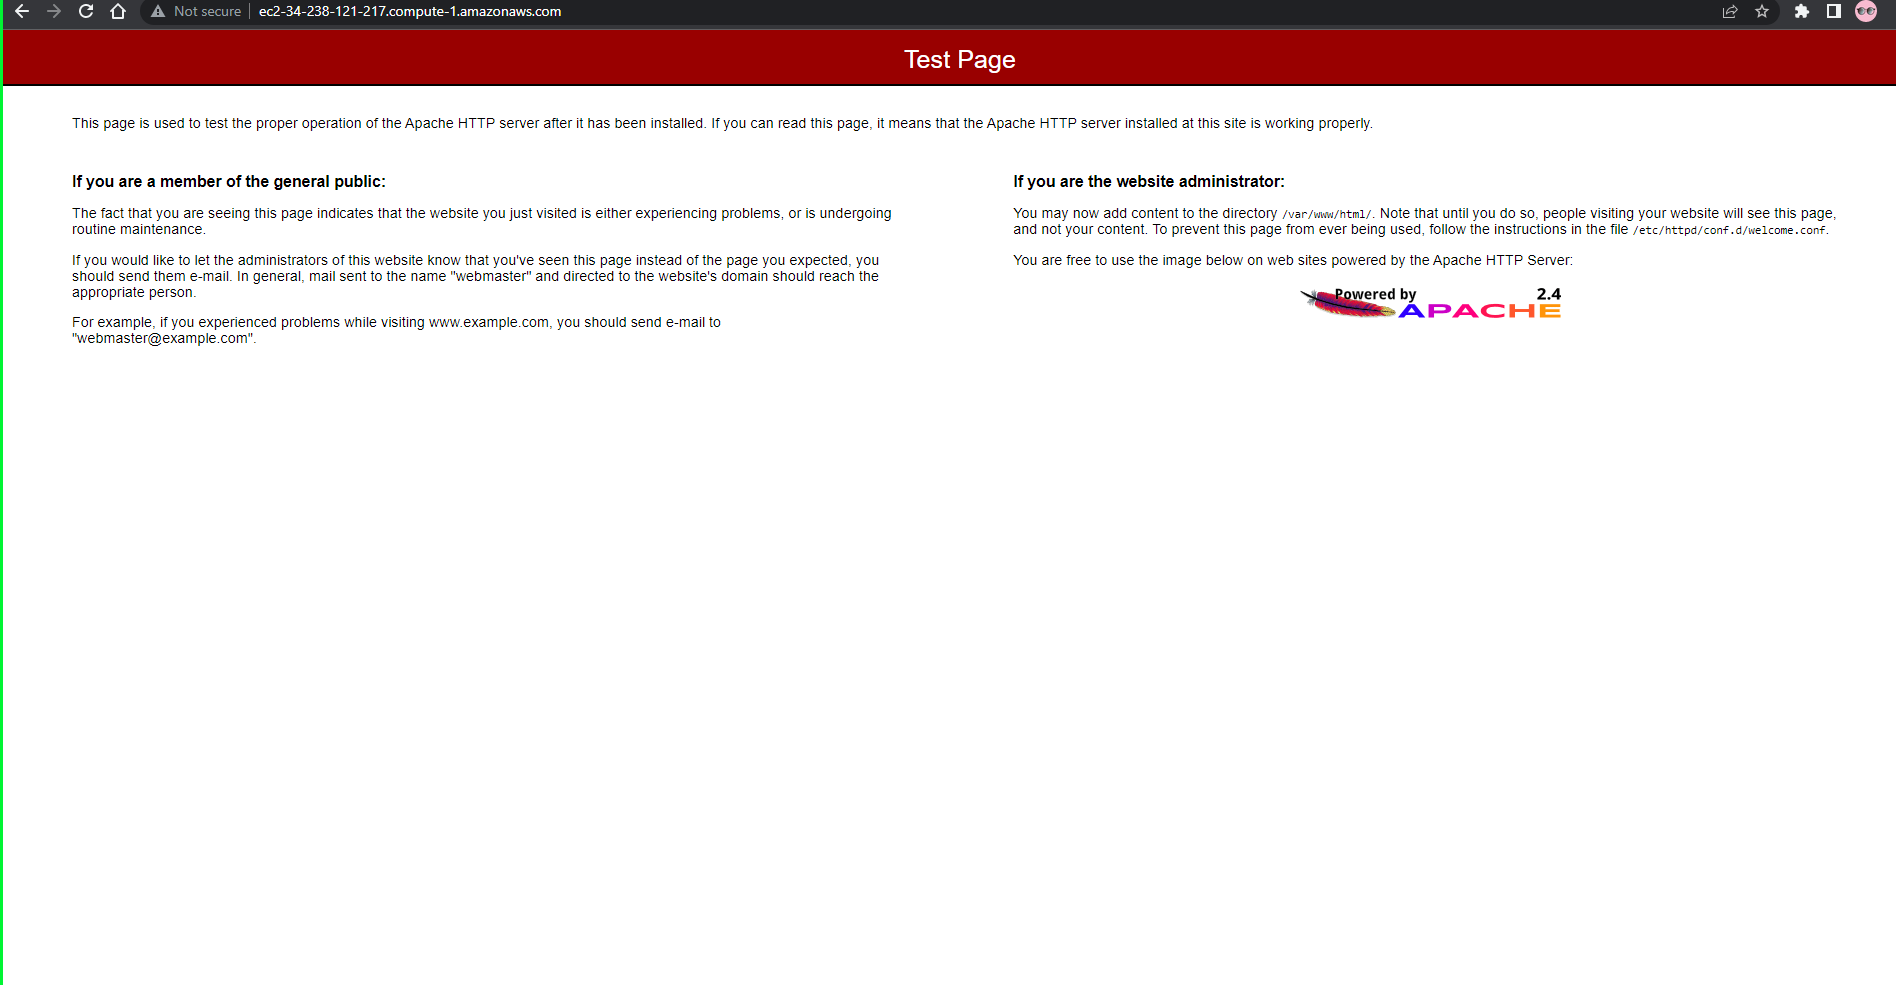 Not secure | ec2-34-238-121-217.compute-1.amazonaws.com
Test Page
This page is used to test the proper operation of the Apache HTTP server after it has been installed. If you can read this page, it means that the Apache HTTP server installed at this site is working properly.
If you are a member of the general public:
The fact that you are seeing this page indicates that the website you just visited is either experiencing problems, or is undergoing
routine maintenance.
If you would like to let the administrators of this website know that you've seen this page instead of the page you expected, you
should send them e-mail. In general, mail sent to the name "webmaster" and directed to the website's domain should reach the
appropriate person.
For example, if you experienced problems while visiting www.example.com, you should send e-mail to
"webmaster@example.com".
If you are the website administrator:
You may now add content to the directory /var/www/html/. Note that until you do so, people visiting your website will see this page,
and not your content. To prevent this page from ever being used, follow the instructions in the file /etc/httpd/conf.d/welcome.conf.
You are free to use the image below on web sites powered by the Apache HTTP Server:
Powered by 2.4
APACHE